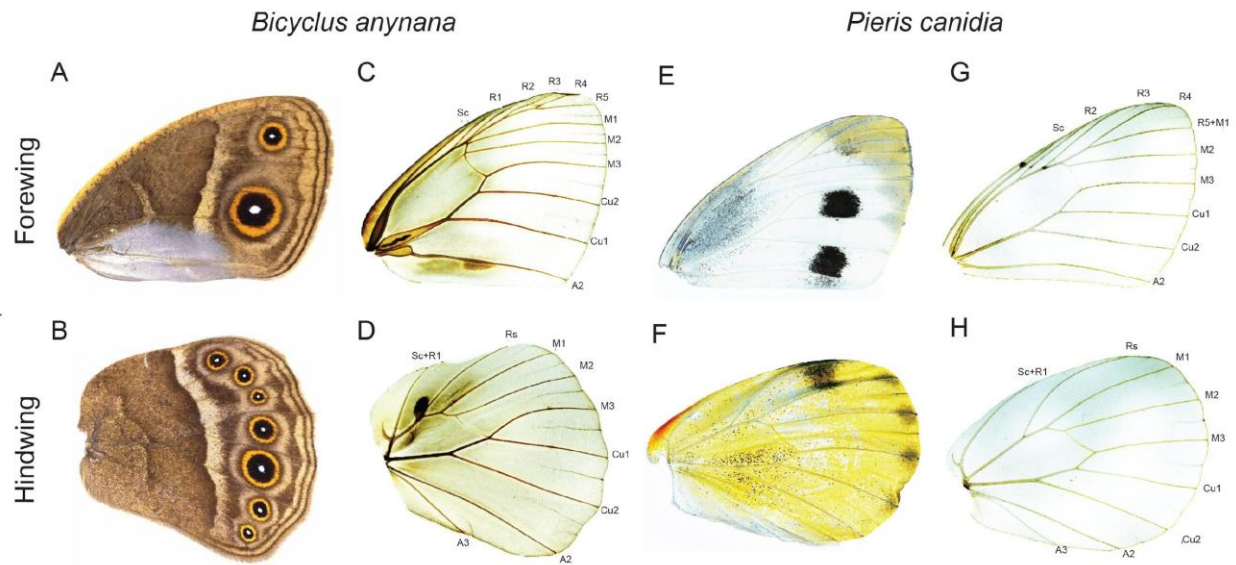 Bicyclus anynana
Pieris canidia
Forewing
A
C
Sc
R1
R2
R3
R4
R5
M1
M2
M3
Cu2
Cu1
A2
E
G
Sc
R2
R3
R4
R5+M1
M2
M3
Cu1
Cu2
A2
Hindwing
B
D
Sc+R1
Rs
M1
M2
M3
Cu1
Cu2
A2
A3
F
H
Sc+R1
Rs
M1
M2
M3
Cu1
Cu2
A2
A3